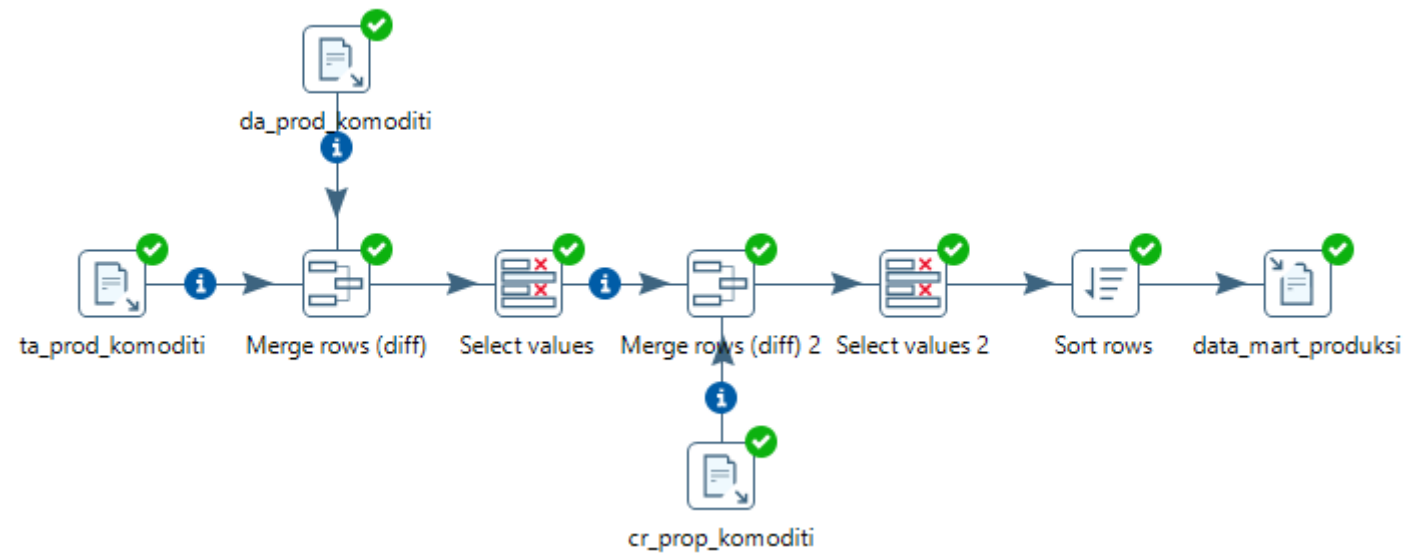 da_prod_komoditi
ta_prod_komoditi
Merge rows (diff)
Select values
Merge rows (diff) 2
Select values 2
Sort rows
data_mart_produksi
cr_prop_komoditi